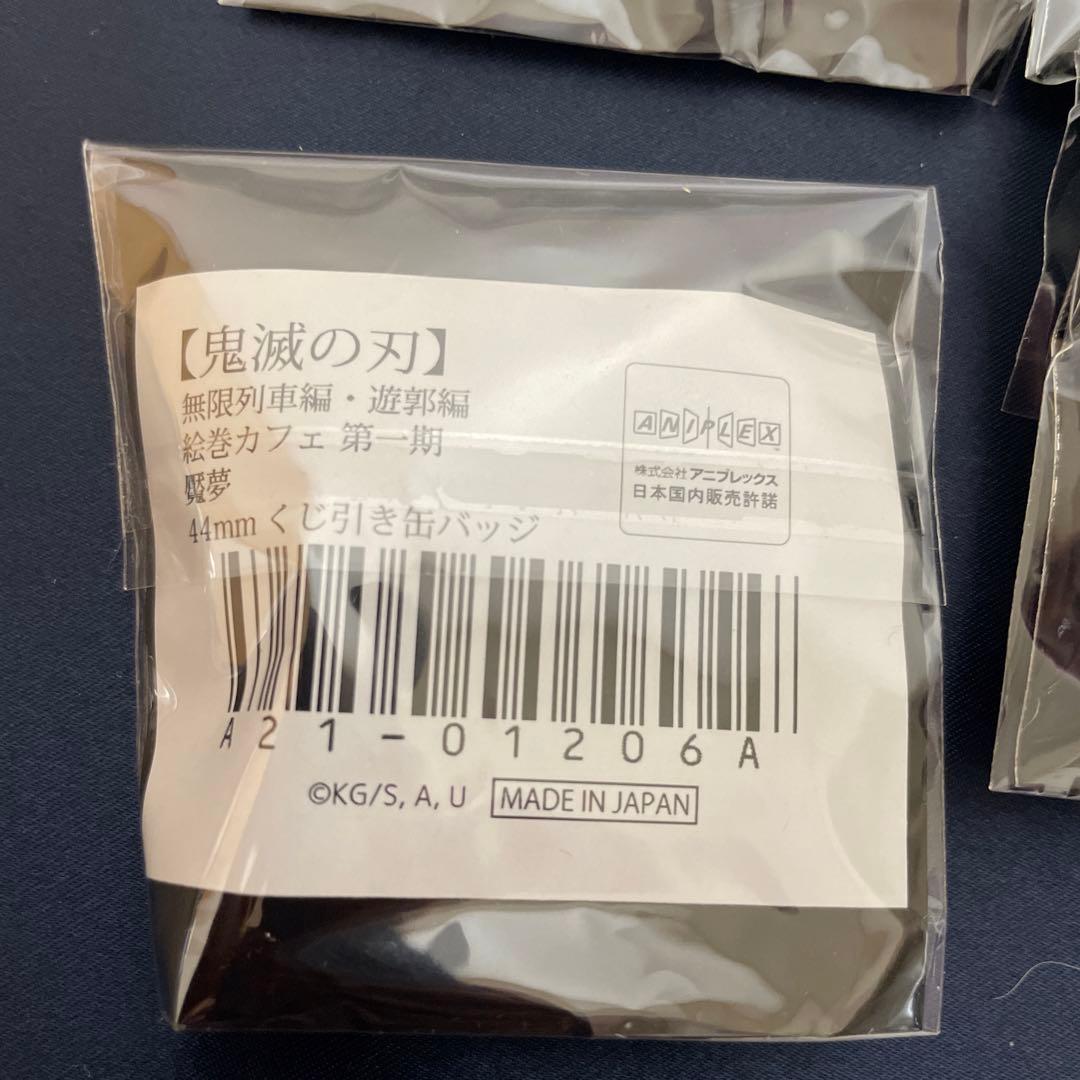 【鬼滅の刃】
無限列車編・遊郭編
絵巻カフェ 第一期
魘夢
44mm くじ引き缶バッジ
ANIPLEX
株式会社アニプレックス
日本国内販売許諾
A21-01206A
©KG/S, A, U
MADE IN JAPAN